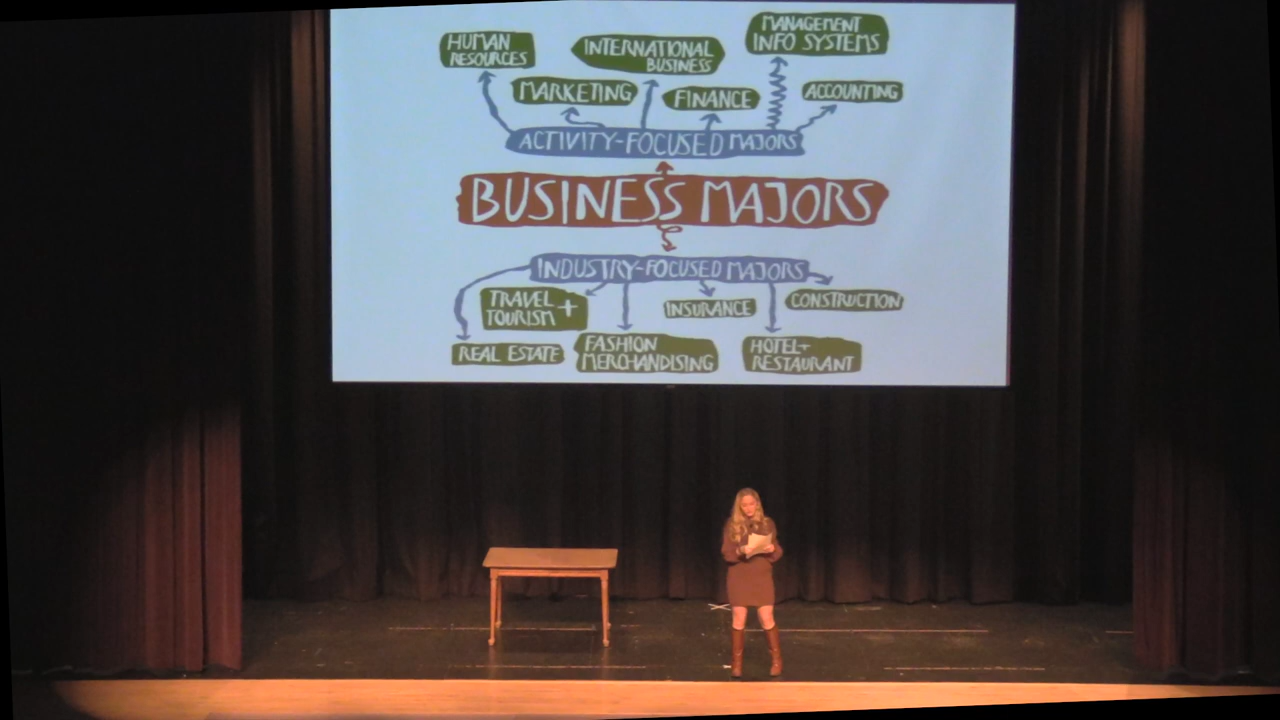 MANAGEMENT
INFO SYSTEMS
HUMAN
RESOURCES
INTERNATIONAL
BUSINESS
MARKETING
FINANCE
ACCOUNTING
ACTIVITY-FOCUSED MAJORS
BUSINESS MAJORS
INDUSTRY-FOCUSED MAJORS
TRAVEL +
TOURISM
INSURANCE
CONSTRUCTION
REAL ESTATE
FASHION
MERCHANDISING
HOTEL+
RESTAURANT